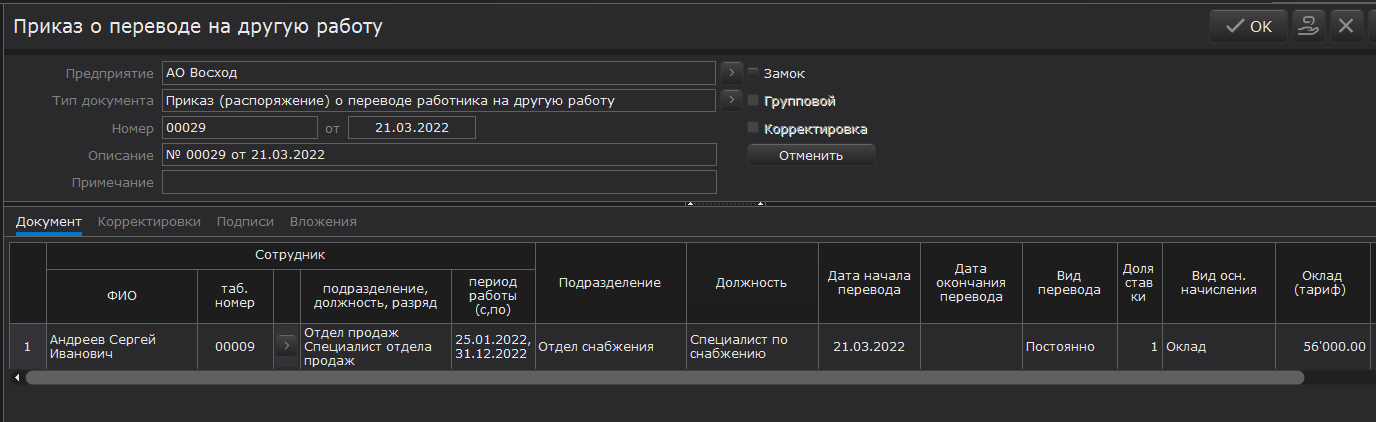 Приказ о переводе на другую работу
OK
Предприятие
АО Восход
Замок
Тип документа
Приказ (распоряжение) о переводе работника на другую работу
Групповой
Номер
00029
от
21.03.2022
Корректировка
Описание
№ 00029 от 21.03.2022
Отменить
Примечание
Документ
Корректировки
Подписи
Вложения
Сотрудник
ФИО
таб.
номер
подразделение,
должность, разряд
период
работы
(с,по)
Подразделение
Должность
Дата начала
перевода
Дата
окончания
перевода
Вид
перевода
Доля
став
ки
Вид осн.
начисления
Оклад
(тариф)
1
Андреев Сергей
Иванович
00009
Отдел продаж
Специалист отдела
продаж
25.01.2022,
31.12.2022
Отдел снабжения
Специалист по
снабжению
21.03.2022
Постоянно
1
Оклад
56'000.00